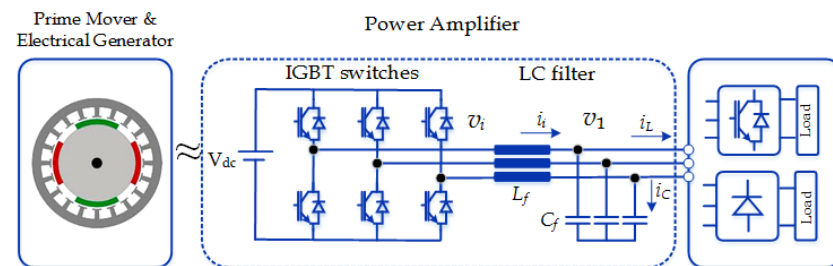 Prime Mover &
Electrical Generator
Power Amplifier
IGBT switches
LC filter
V_dc
v_i
i_i
v_1
i_L
L_f
C_f
i_C
Load
Load